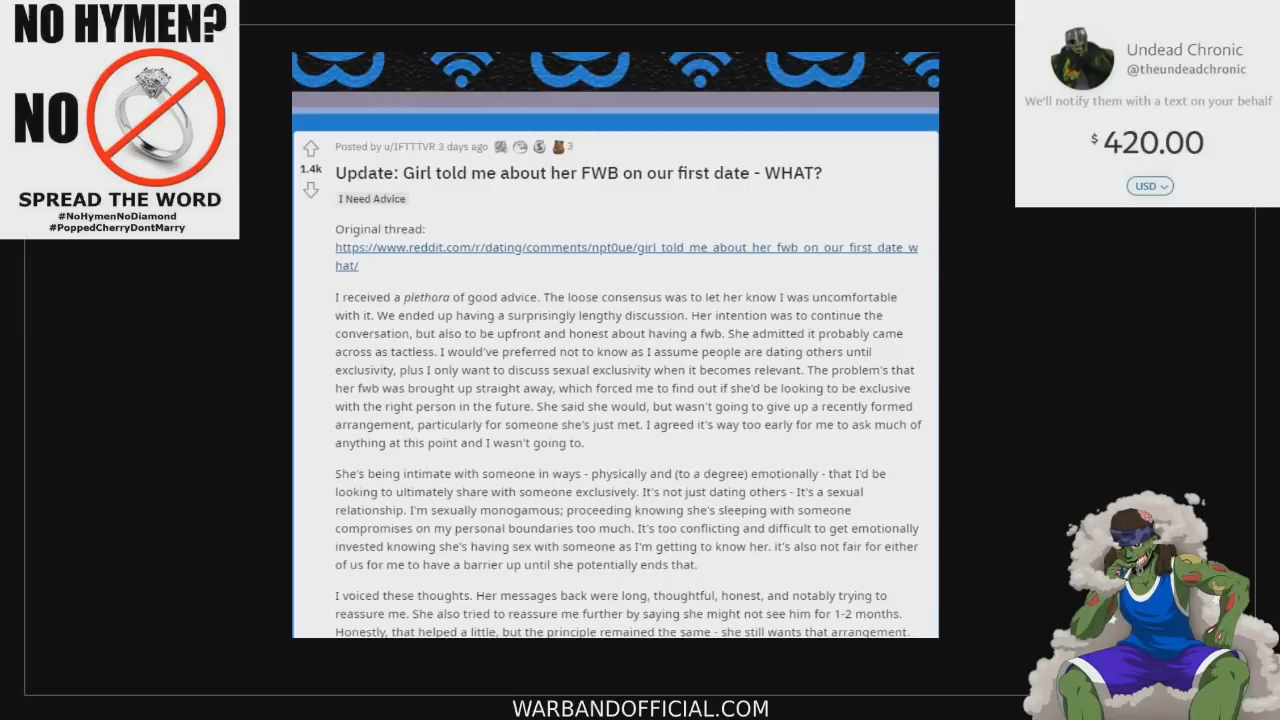 NO HYMEN?
NO
SPREAD THE WORD
#NoHymenNoDiamond
#PoppedCherryDontMarry
Undead Chronic
@theundeadchronic
We'll notify them with a text on your behalf
$420.00
USD
Posted by u/IFTTTVR 3 days ago 3
1.4k
Update: Girl told me about her FWB on our first date - WHAT?
I Need Advice
Original thread:
https://www.reddit.com/r/dating/comments/npt0ue/girl_told_me_about_her_fwb_on_our_first_date_w
hat/
I received a plethora of good advice. The loose consensus was to let her know I was uncomfortable
with it. We ended up having a surprisingly lengthy discussion. Her intention was to continue the
conversation, but also to be upfront and honest about having a fwb. She admitted it probably came
across as tactless. I would've preferred not to know as I assume people are dating others until
exclusivity, plus I only want to discuss sexual exclusivity when it becomes relevant. The problem's that
her fwb was brought up straight away, which forced me to find out if she'd be looking to be exclusive
with the right person in the future. She said she would, but wasn't going to give up a recently formed
arrangement, particularly for someone she's just met. I agreed it's way too early for me to ask much of
anything at this point and I wasn't going to.
She's being intimate with someone in ways - physically and (to a degree) emotionally - that I'd be
looking to ultimately share with someone exclusively. It's not just dating others - It's a sexual
relationship. I'm sexually monogamous; proceeding knowing she's sleeping with someone
compromises on my personal boundaries too much. It's too conflicting and difficult to get emotionally
invested knowing she's having sex with someone as I'm getting to know her. it's also not fair for either
of us for me to have a barrier up until she potentially ends that.
I voiced these thoughts. Her messages back were long, thoughtful, honest, and notably trying to
reassure me. She also tried to reassure me further by saying she might not see him for 1-2 months.
Honestly, that helped a little, but the principle remained the same - she still wants that arrangement.
WARBANDOFFICIAL.COM